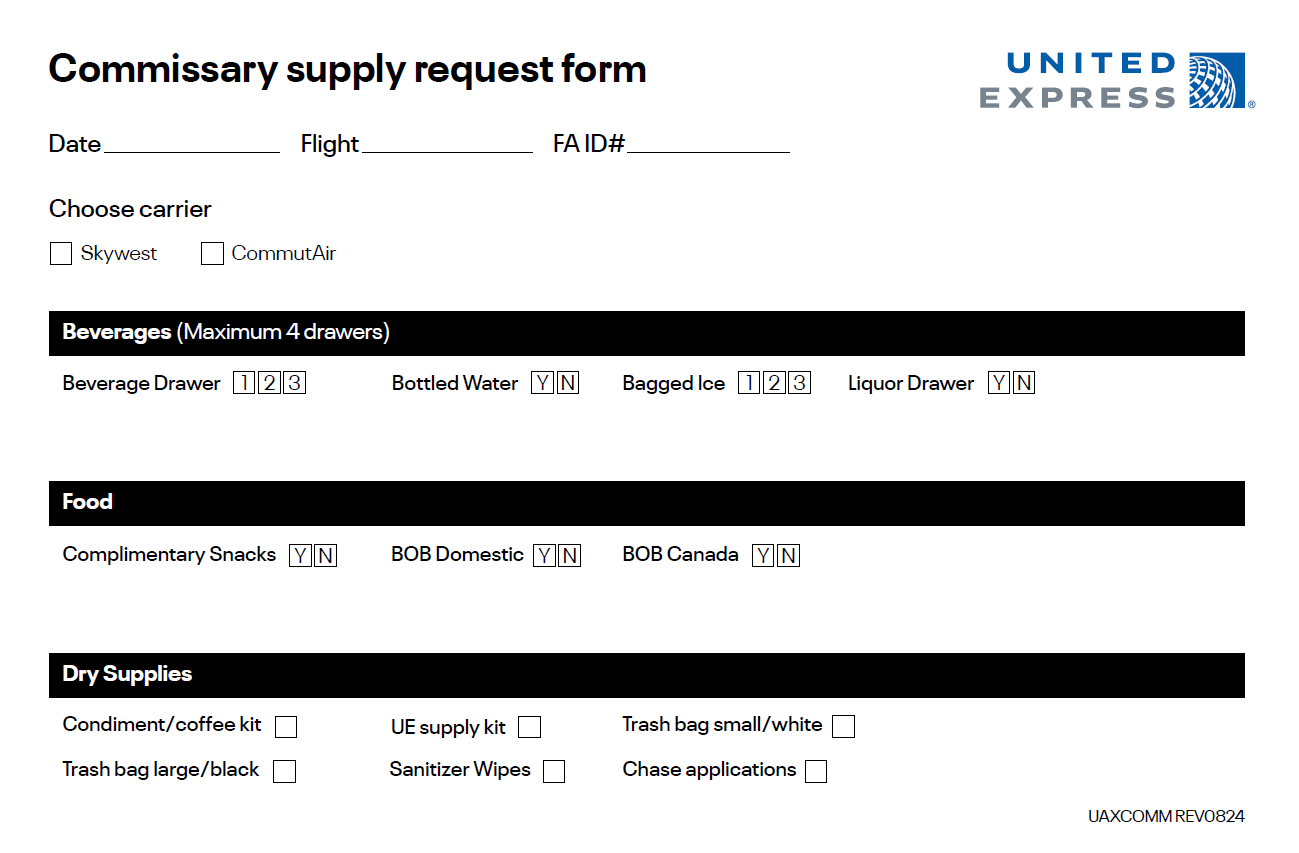 Commissary supply request form
UNITED
EXPRESS
®
Date Flight FA ID#
Choose carrier
Skywest CommutAir
Beverages (Maximum 4 drawers)
Beverage Drawer 1 2 3 Bottled Water Y N Bagged Ice 1 2 3 Liquor Drawer Y N
Food
Complimentary Snacks Y N BOB Domestic Y N BOB Canada Y N
Dry Supplies
Condiment/coffee kit UE supply kit Trash bag small/white
Trash bag large/black Sanitizer Wipes Chase applications
UAXCOMM REV0824